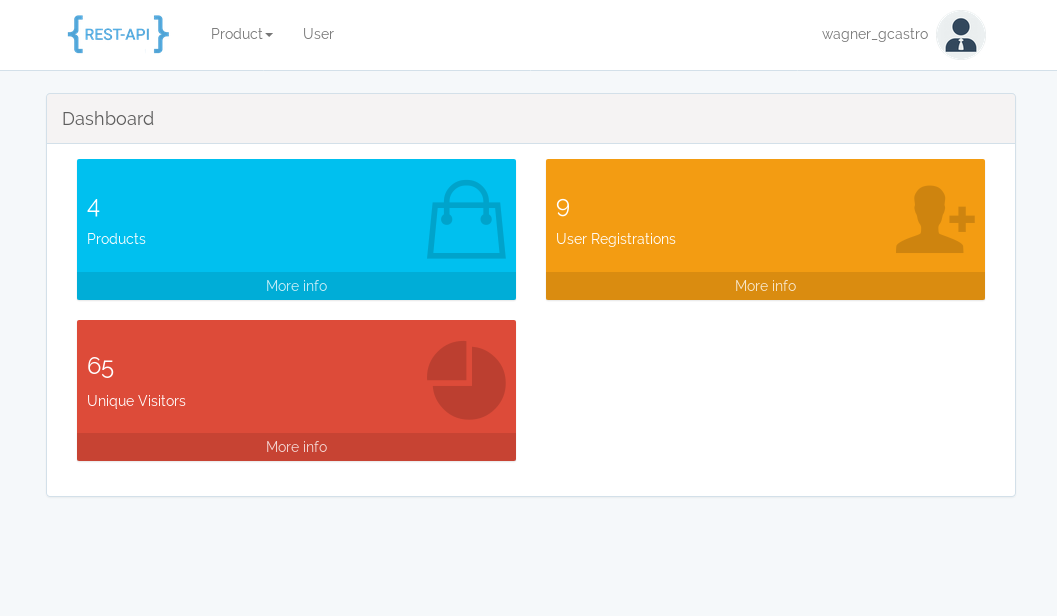 { REST-API } Product User wagner_gcastro
Dashboard
4
Products
More info
9
User Registrations
More info
65
Unique Visitors
More info